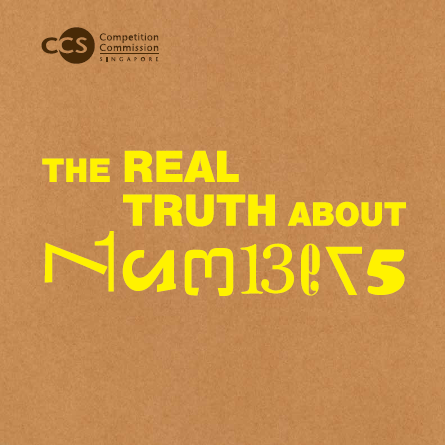 CCS
Competition
Commission
SINGAPORE
THE REAL
TRUTH ABOUT
NumBers